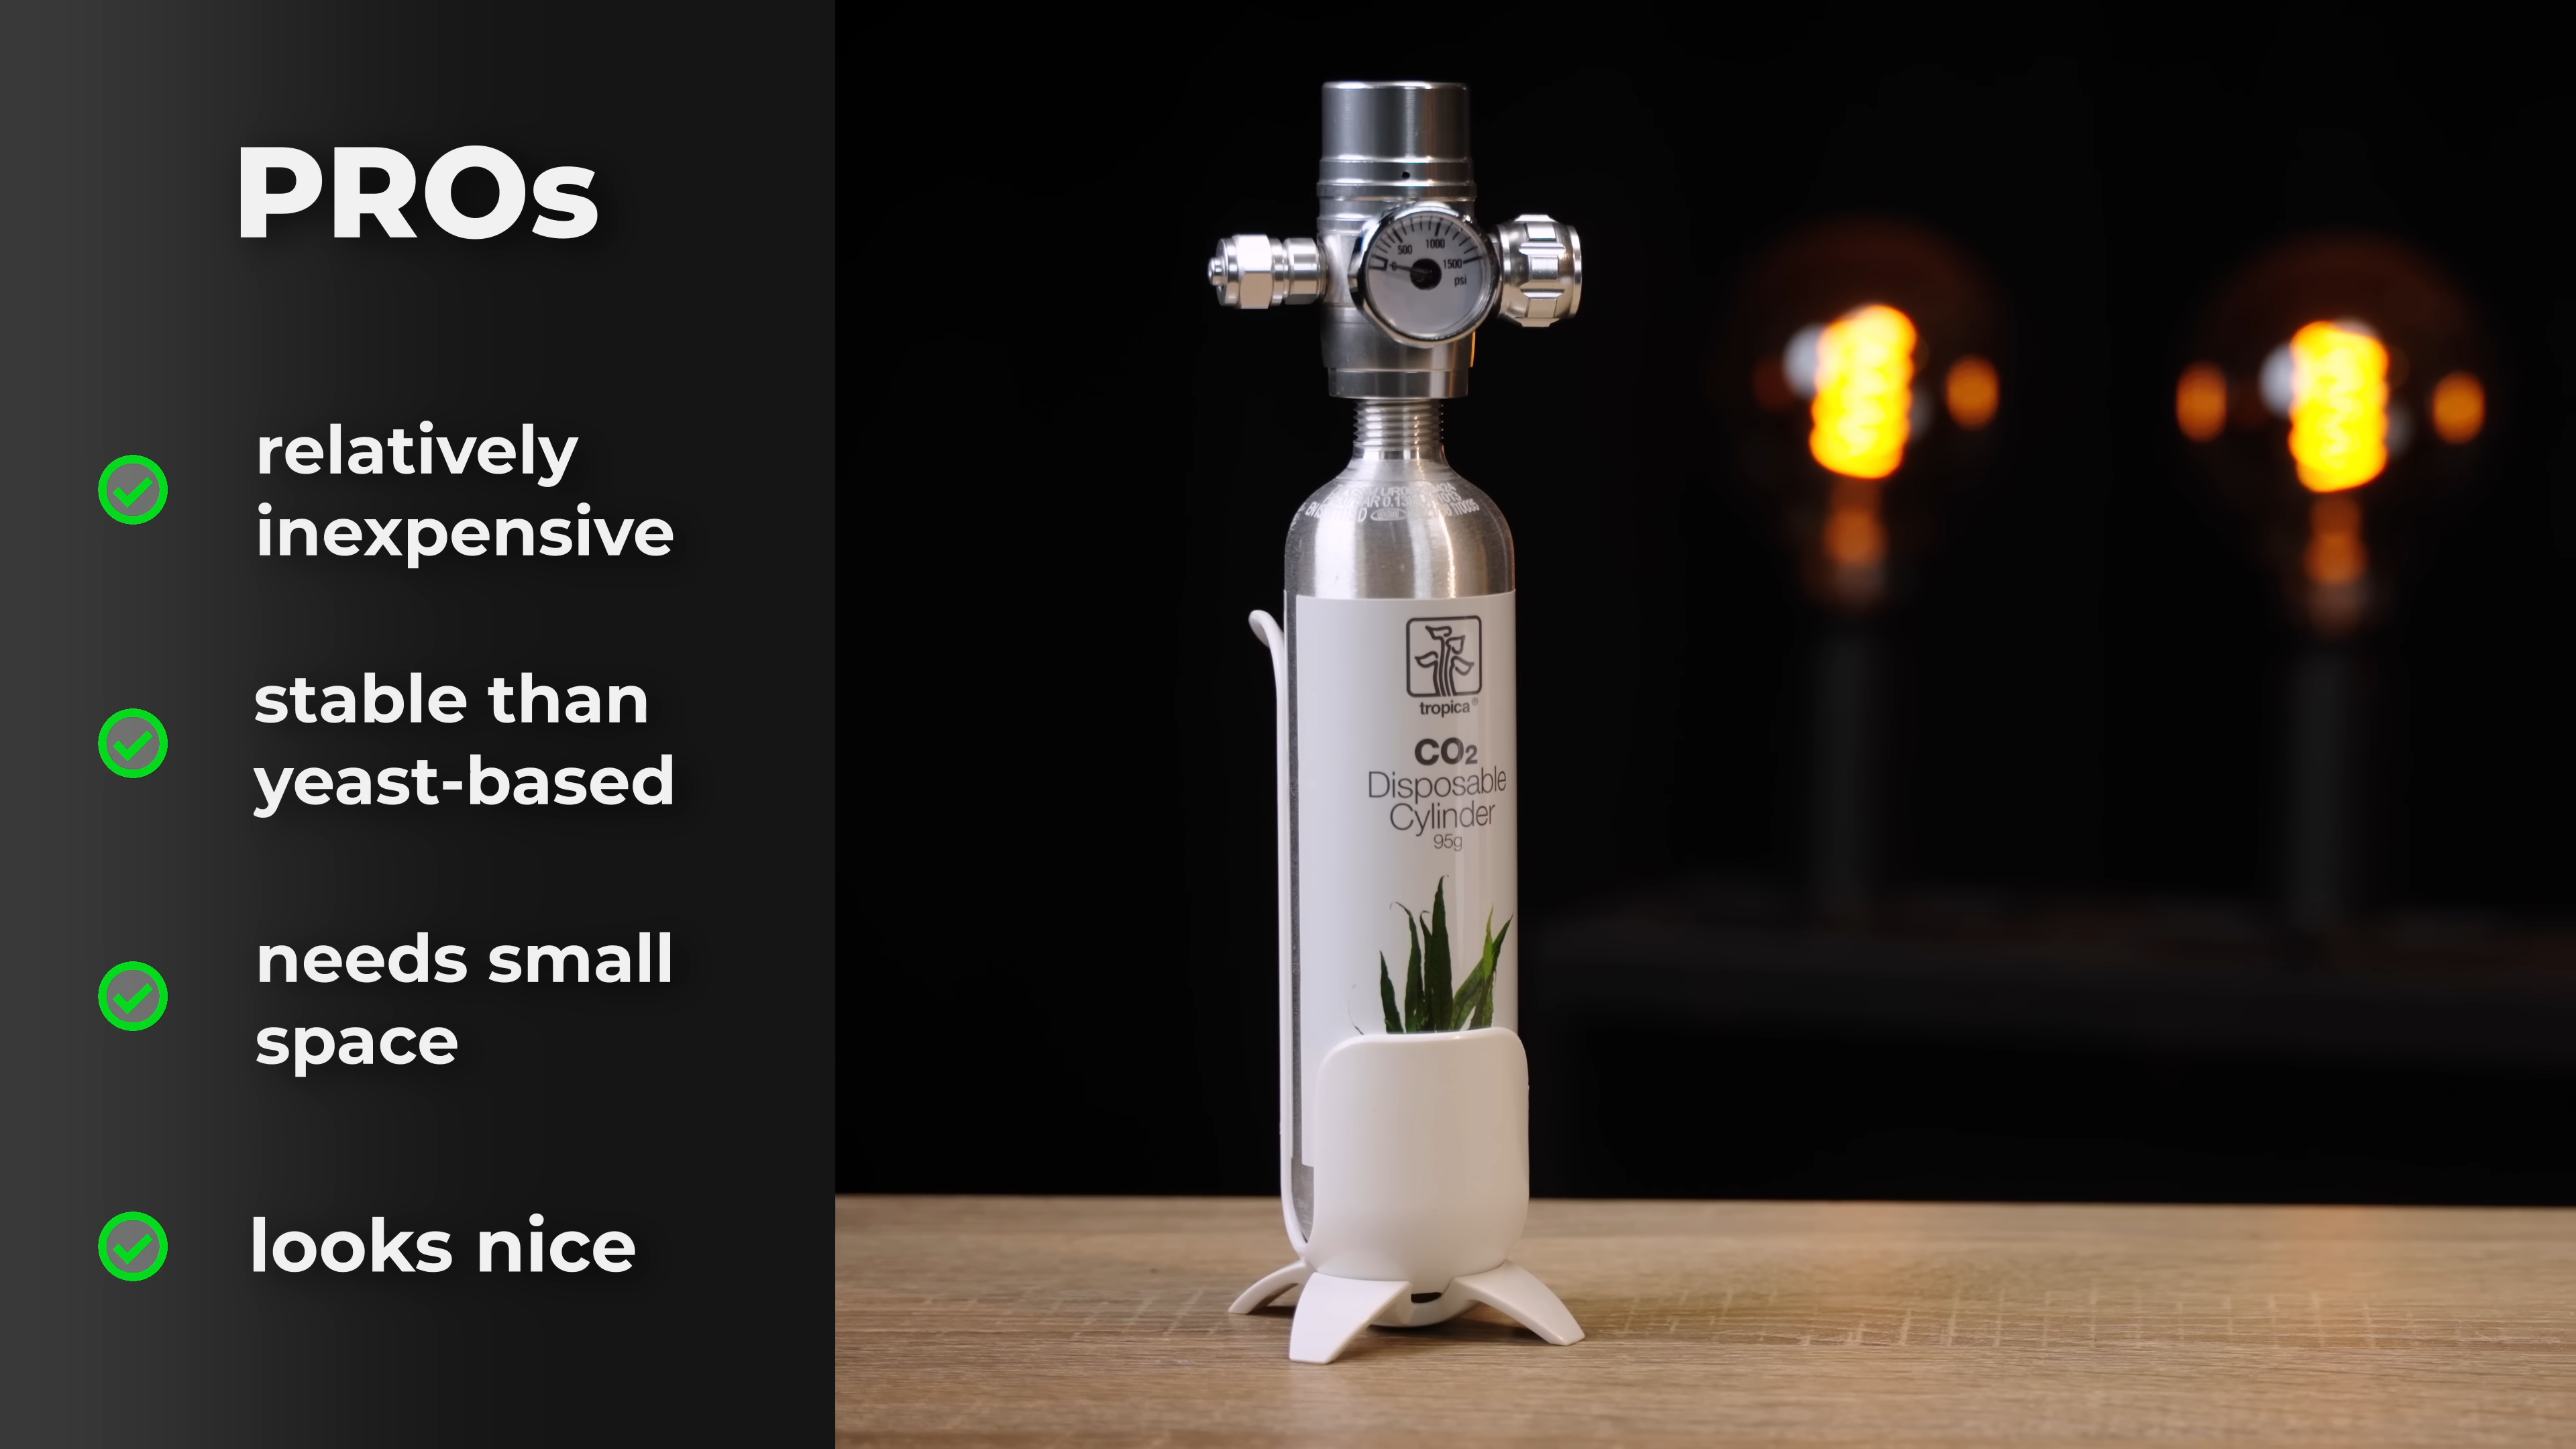 PROs
relatively
inexpensive
stable than
yeast-based
needs small
space
looks nice
500
1000
1500
psi
tropica®
CO2
Disposable
Cylinder
95g